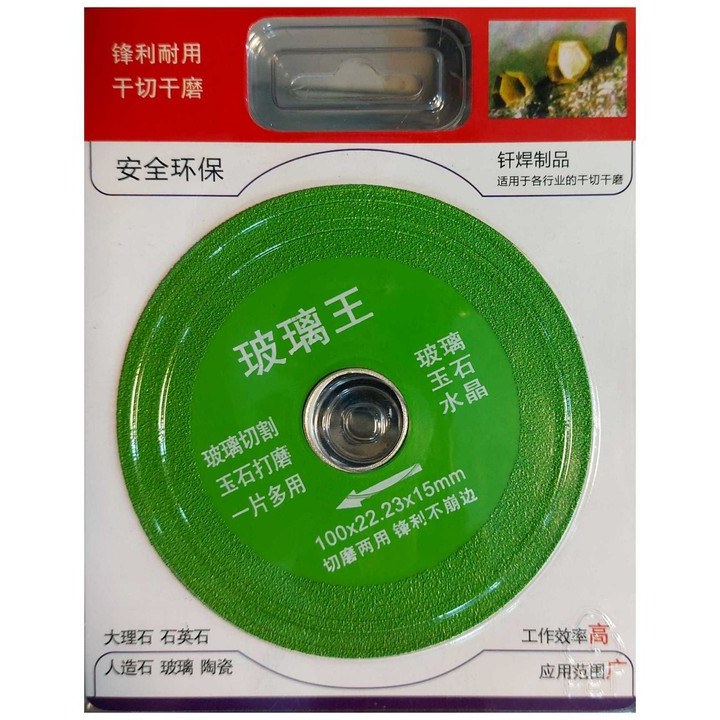 锋利耐用
干切干磨
安全环保
钎焊制品
适用于各行业的干切干磨
玻璃王
玻璃
玉石
水晶
玻璃切割
玉石打磨
一片多用
100x22.23x15mm
切磨两用 锋利不崩边
大理石 石英石
人造石 玻璃 陶瓷
工作效率高
应用范围广